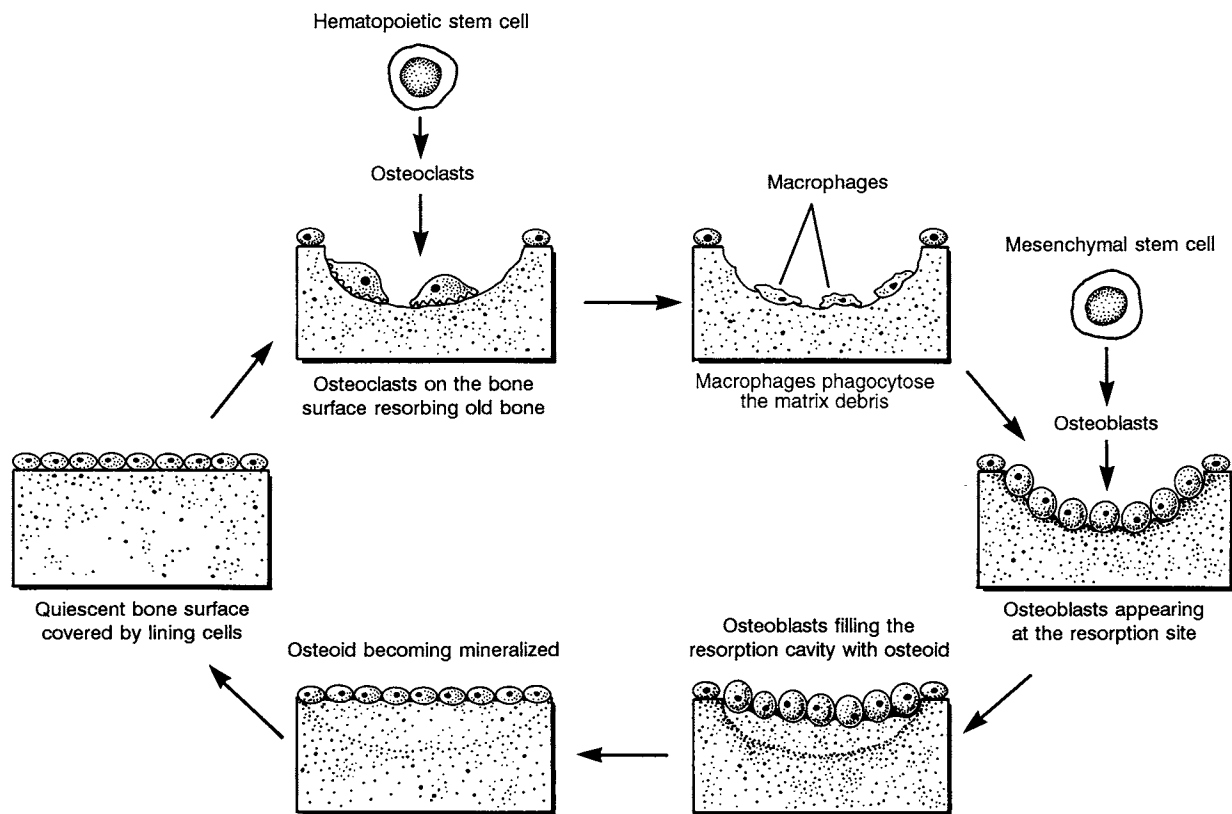 Hematopoietic stem cell
Osteoclasts
Osteoclasts on the bone
surface resorbing old bone
Macrophages
Macrophages phagocytose
the matrix debris
Mesenchymal stem cell
Osteoblasts
Osteoblasts appearing
at the resorption site
Osteoblasts filling the
resorption cavity with osteoid
Osteoid becoming mineralized
Quiescent bone surface
covered by lining cells